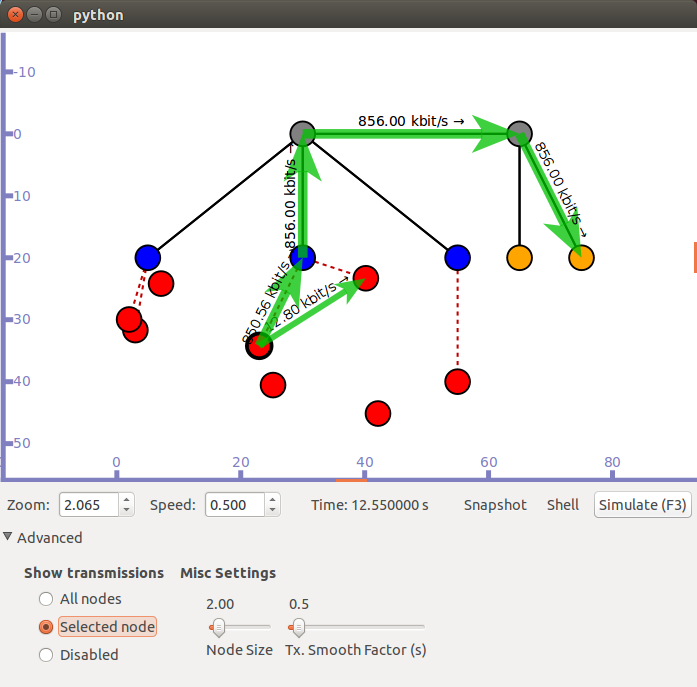 python
-10
0
10
20
30
40
50
0 20 40 60 80
856.00 kbit/s →
856.00 kbit/s →
856.00 kbit/s →
850.56 kbit/s →
2.80 kbit/s →
Zoom: 2.065 Speed: 0.500 Time: 12.550000 s Snapshot Shell Simulate (F3)
Advanced
Show transmissions Misc Settings
All nodes
Selected node
Disabled
2.00 0.5
Node Size Tx. Smooth Factor (s)